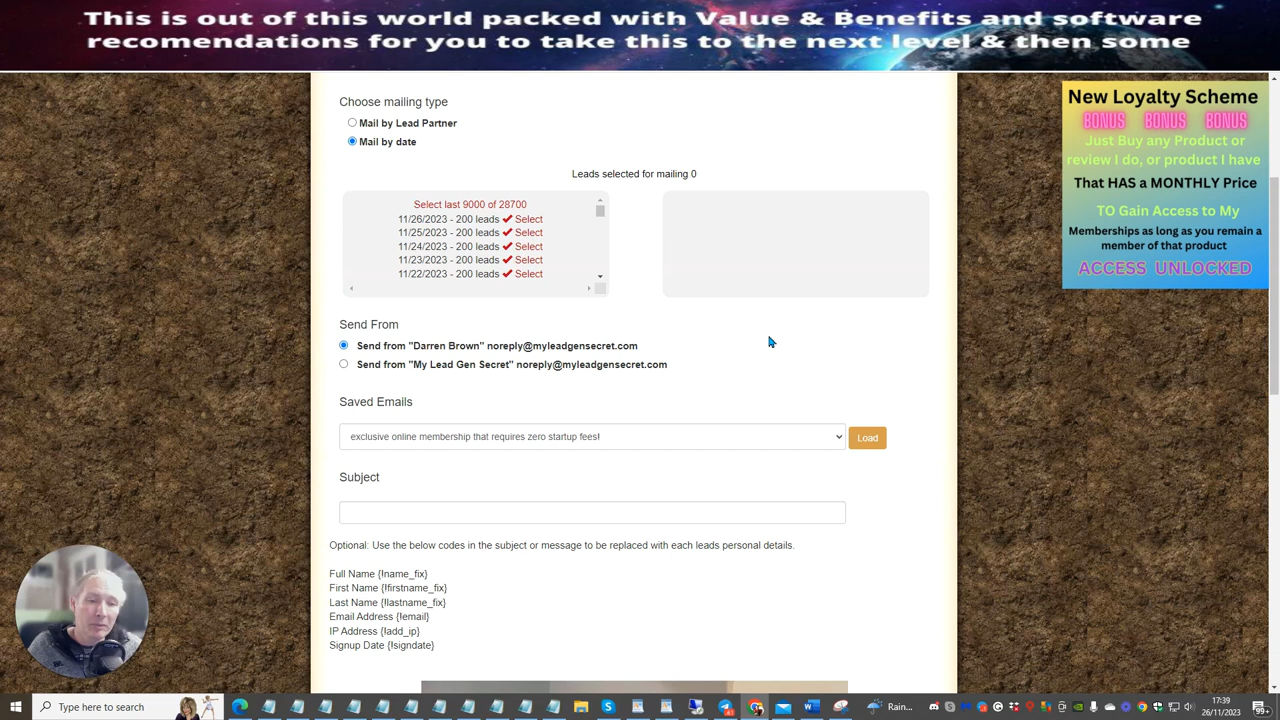 This is out of this world packed with Value & Benefits and software
recomendations for you to take this to the next level & then some
Choose mailing type
Mail by Lead Partner
Mail by date
Leads selected for mailing 0
Select last 9000 of 28700
11/26/2023 - 200 leads ✔ Select
11/25/2023 - 200 leads ✔ Select
11/24/2023 - 200 leads ✔ Select
11/23/2023 - 200 leads ✔ Select
11/22/2023 - 200 leads ✔ Select
Send From
Send from "Darren Brown" noreply@myleadgensecret.com
Send from "My Lead Gen Secret" noreply@myleadgensecret.com
Saved Emails
exclusive online membership that requires zero startup fees!
Load
Subject
Optional: Use the below codes in the subject or message to be replaced with each leads personal details.
Full Name {!name_fix}
First Name {!firstname_fix}
Last Name {!lastname_fix}
Email Address {!email}
IP Address {!add_ip}
Signup Date {!signdate}
New Loyalty Scheme
BONUS BONUS BONUS
Just Buy any Product or
review I do, or product I have
That HAS a MONTHLY Price
TO Gain Access to My
Memberships as long as you remain a
member of that product
ACCESS UNLOCKED
Type here to search
Rain...
17:39
26/11/2023
99+